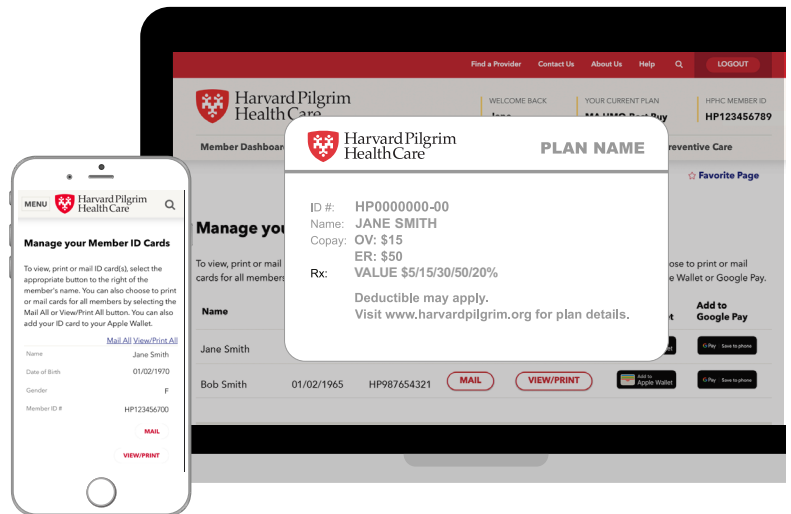 Find a Provider Contact Us About Us Help LOGOUT
Harvard Pilgrim
Health Care
WELCOME BACK
YOUR CURRENT PLAN
HPHC MEMBER ID
HP123456789
Member
Care
Favorite Page
Manage
To view, print or mail
cards for all members
to print or mail
Wallet or Google Pay.
Name
Add to
Google Pay
Jane Smith
G Pay Save to phone
Bob Smith 01/02/1965 HP987654321 MAIL VIEW/PRINT Add to Apple Wallet G Pay Save to phone
Harvard Pilgrim
HealthCare
PLAN NAME
ID #: HP0000000-00
Name: JANE SMITH
Copay: OV: $15
ER: $50
Rx: VALUE $5/15/30/50/20%
Deductible may apply.
Visit www.harvardpilgrim.org for plan details.
MENU
Harvard Pilgrim
HealthCare
Manage your Member ID Cards
To view, print or mail ID card(s), select the
appropriate button to the right of the
member's name. You can also choose to print
or mail cards for all members by selecting the
Mail All or View/Print All button. You can also
add your ID card to your Apple Wallet.
Mail All View/Print All
Name Jane Smith
Date of Birth 01/02/1970
Gender F
Member ID # HP123456700
MAIL
VIEW/PRINT